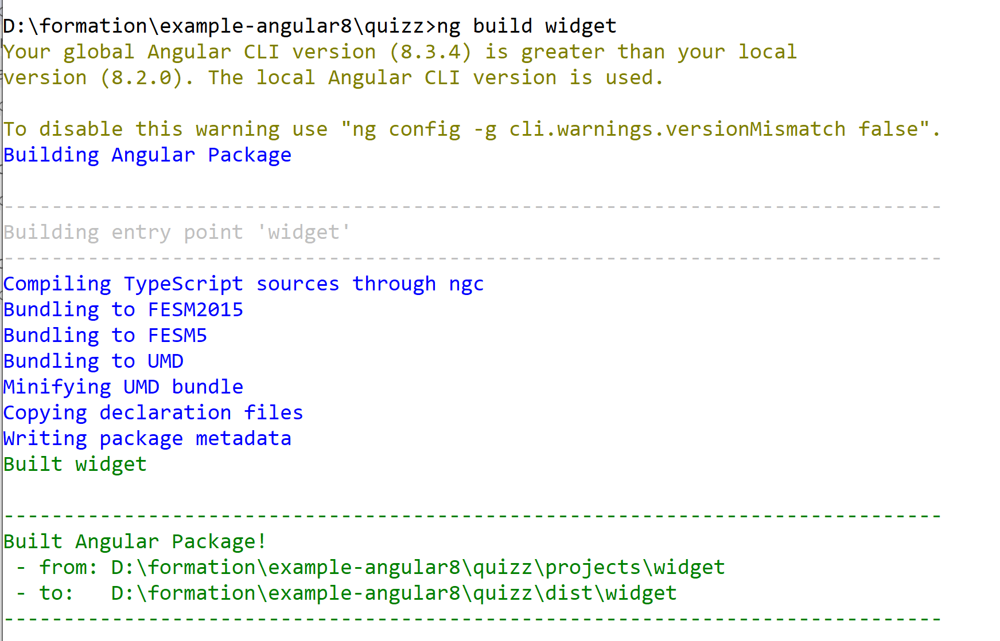 D:\formation\example-angular8\quizz>ng build widget
Your global Angular CLI version (8.3.4) is greater than your local
version (8.2.0). The local Angular CLI version is used.
To disable this warning use "ng config -g cli.warnings.versionMismatch false".
Building Angular Package
------------------------------------------------------------------------------
Building entry point 'widget'
------------------------------------------------------------------------------
Compiling TypeScript sources through ngc
Bundling to FESM2015
Bundling to FESM5
Bundling to UMD
Minifying UMD bundle
Copying declaration files
Writing package metadata
Built widget
------------------------------------------------------------------------------
Built Angular Package!
 - from: D:\formation\example-angular8\quizz\projects\widget
 - to:   D:\formation\example-angular8\quizz\dist\widget
------------------------------------------------------------------------------